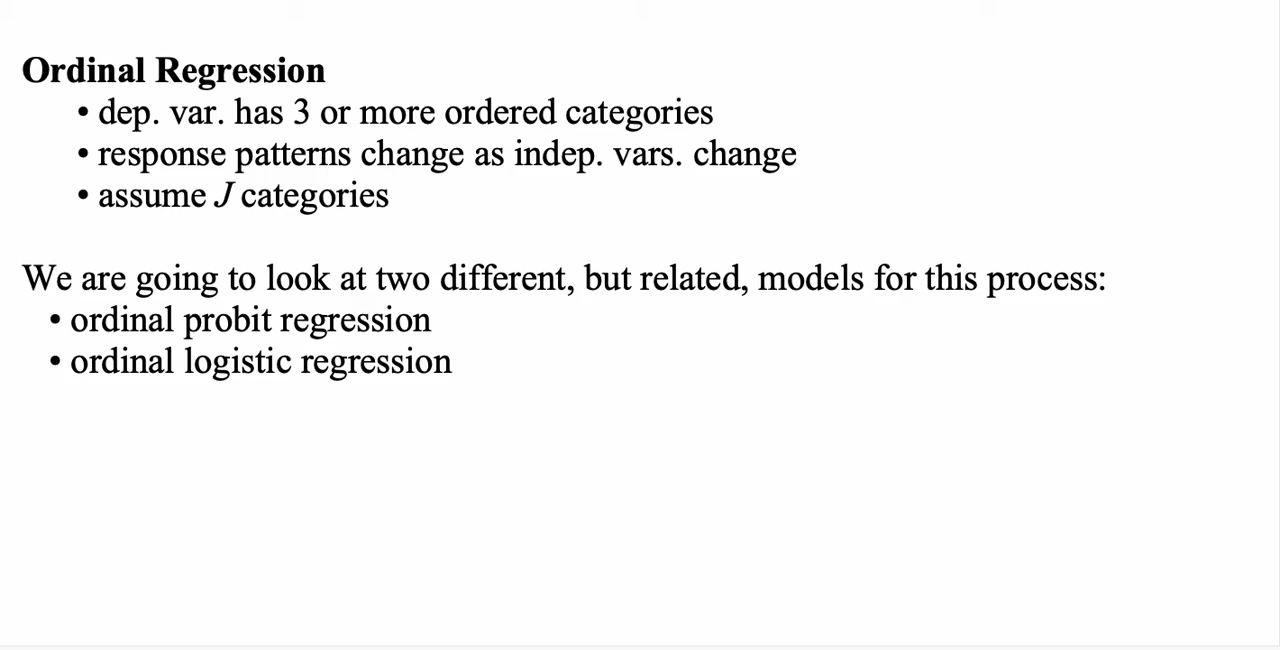 Ordinal Regression
• dep. var. has 3 or more ordered categories
• response patterns change as indep. vars. change
• assume J categories
We are going to look at two different, but related, models for this process:
• ordinal probit regression
• ordinal logistic regression